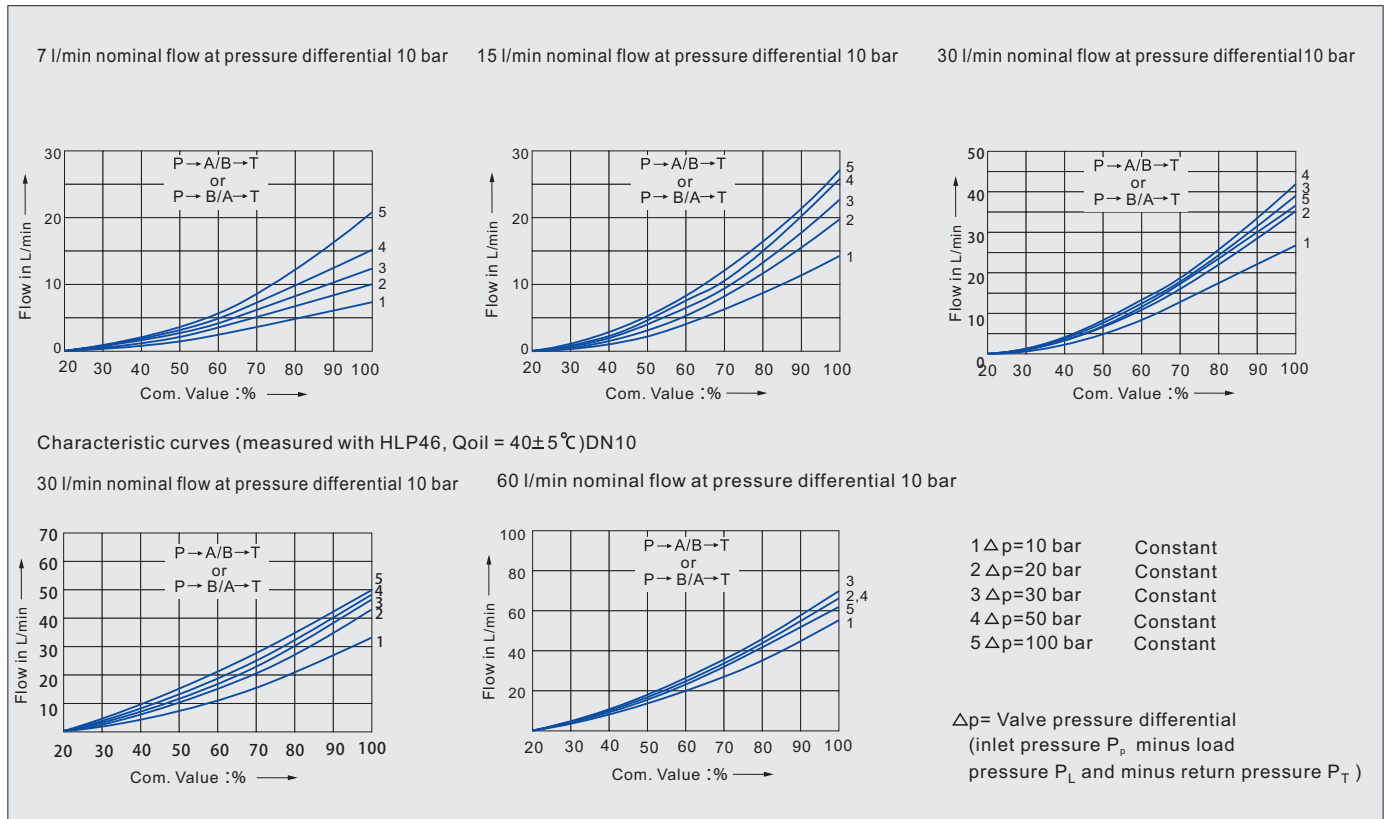 7 l/min nominal flow at pressure differential 10 bar
15 l/min nominal flow at pressure differential 10 bar
30 l/min nominal flow at pressure differential10 bar
Flow in L/min
30
20
10
0
P→A/B→T
or
P→B/A→T
5
4
3
2
1
20 30 40 50 60 70 80 90 100
Com. Value :%
Flow in L/min
30
20
10
0
P→A/B→T
or
P→B/A→T
5
4
3
2
1
20 30 40 50 60 70 80 90 100
Com. Value :%
Flow in L/min
50
40
30
20
10
0
P→A/B→T
or
P→B/A→T
4
3
5
2
1
20 30 40 50 60 70 80 90 100
Com. Value :%
Characteristic curves (measured with HLP46, Qoil = 40±5℃)DN10
30 l/min nominal flow at pressure differential 10 bar
60 l/min nominal flow at pressure differential 10 bar
Flow in L/min
70
60
50
40
30
20
10
P→A/B→T
or
P→B/A→T
5
4
3
2
1
20 30 40 50 60 70 80 90 100
Com. Value :%
Flow in L/min
100
80
60
40
20
P→A/B→T
or
P→B/A→T
3
2,4
5
1
20 30 40 50 60 70 80 90 100
Com. Value :%
1 △p=10 bar Constant
2 △p=20 bar Constant
3 △p=30 bar Constant
4 △p=50 bar Constant
5 △p=100 bar Constant
△p= Valve pressure differential
(inlet pressure Pp minus load
pressure PL and minus return pressure PT )